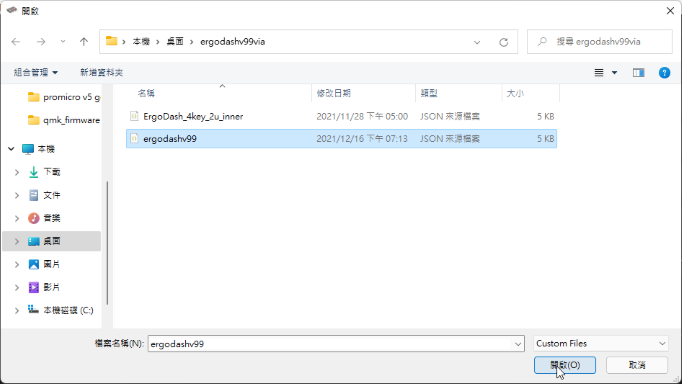 開啟
本機 > 桌面 > ergodashv99via
搜尋 ergodashv99via
組合管理 新增資料夾
名稱 修改日期 類型 大小
promicro v5 g
qmk_firmware
ErgoDash_4key_2u_inner 2021/11/28 下午 05:00 JSON 來源檔案 5 KB
ergodashv99 2021/12/16 下午 07:13 JSON 來源檔案 5 KB
本機
下載
文件
音樂
桌面
圖片
影片
本機磁碟 (C:)
檔案名稱(N): ergodashv99 Custom Files
開啟(O) 取消